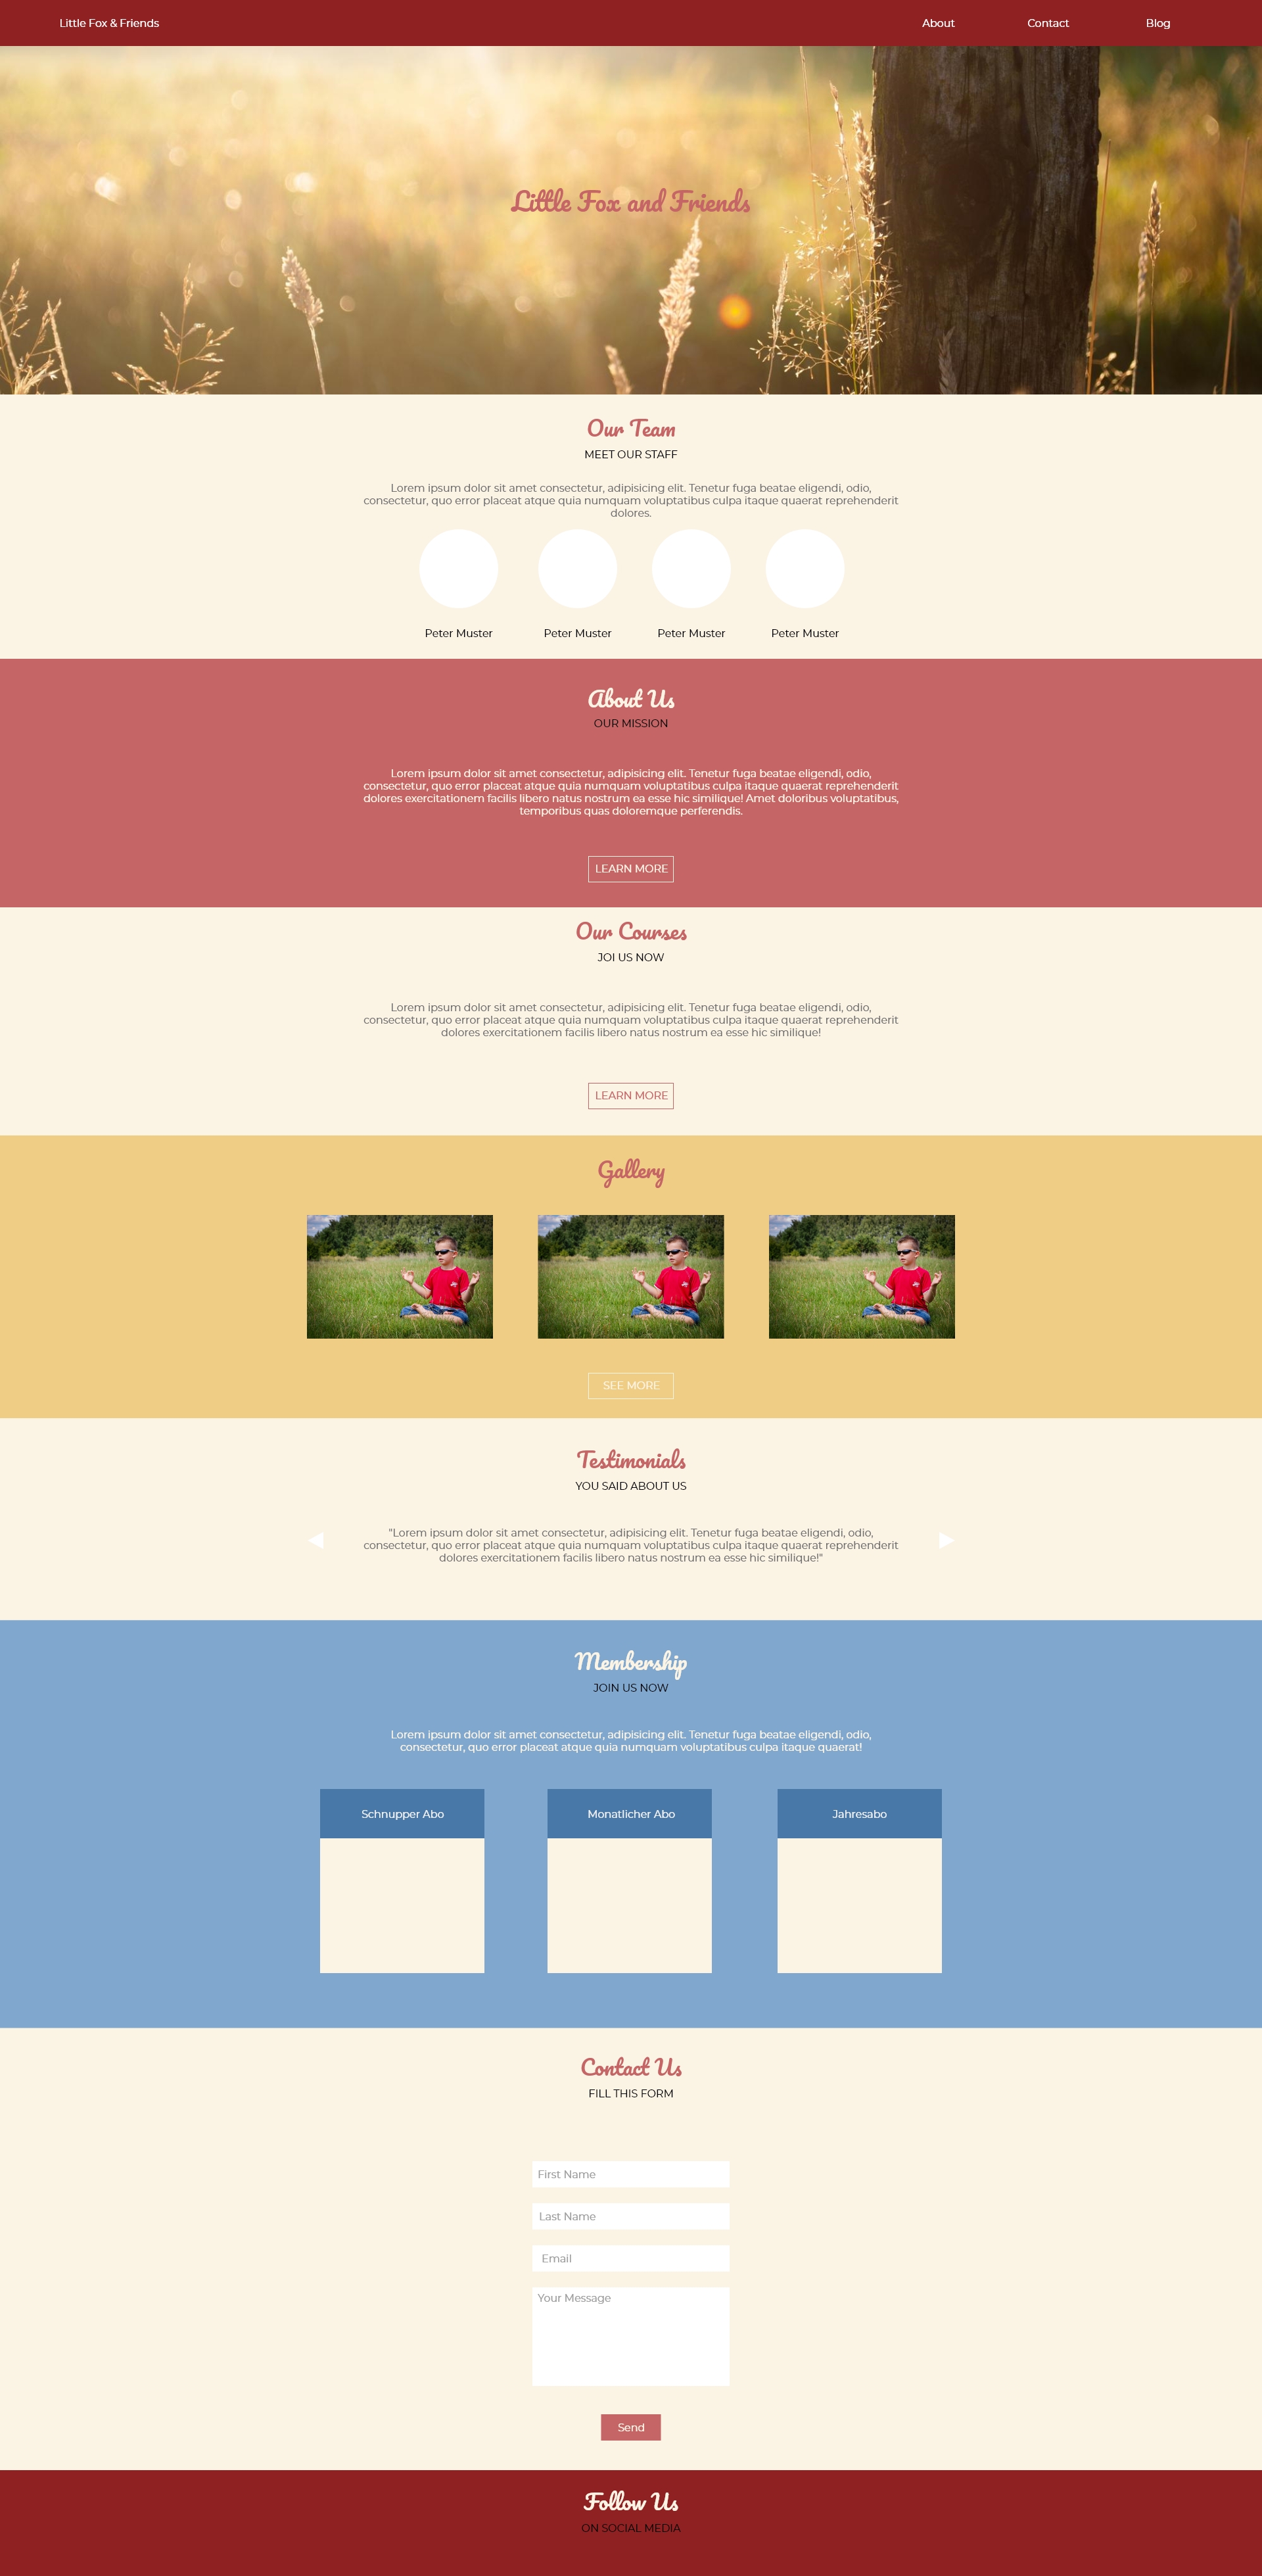 Little Fox & Friends
About
Contact
Blog
Little Fox and Friends
Our Team
MEET OUR STAFF
Lorem ipsum dolor sit amet consectetur, adipisicing elit. Tenetur fuga beatae eligendi, odio,
consectetur, quo error placeat atque quia numquam voluptatibus culpa itaque quaerat reprehenderit
dolores.
Peter Muster
Peter Muster
Peter Muster
Peter Muster
About Us
OUR MISSION
Lorem ipsum dolor sit amet consectetur, adipisicing elit. Tenetur fuga beatae eligendi, odio,
consectetur, quo error placeat atque quia numquam voluptatibus culpa itaque quaerat reprehenderit
dolores exercitationem facilis libero natus nostrum ea esse hic similique! Amet doloribus voluptatibus,
temporibus quas doloremque perferendis.
LEARN MORE
Our Courses
JOI US NOW
Lorem ipsum dolor sit amet consectetur, adipisicing elit. Tenetur fuga beatae eligendi, odio,
consectetur, quo error placeat atque quia numquam voluptatibus culpa itaque quaerat reprehenderit
dolores exercitationem facilis libero natus nostrum ea esse hic similique!
LEARN MORE
Gallery
SEE MORE
Testimonials
YOU SAID ABOUT US
"Lorem ipsum dolor sit amet consectetur, adipisicing elit. Tenetur fuga beatae eligendi, odio,
consectetur, quo error placeat atque quia numquam voluptatibus culpa itaque quaerat reprehenderit
dolores exercitationem facilis libero natus nostrum ea esse hic similique!"
Membership
JOIN US NOW
Lorem ipsum dolor sit amet consectetur, adipisicing elit. Tenetur fuga beatae eligendi, odio,
consectetur, quo error placeat atque quia numquam voluptatibus culpa itaque quaerat!
Schnupper Abo
Monatlicher Abo
Jahresabo
Contact Us
FILL THIS FORM
First Name
Last Name
Email
Your Message
Send
Follow Us
ON SOCIAL MEDIA